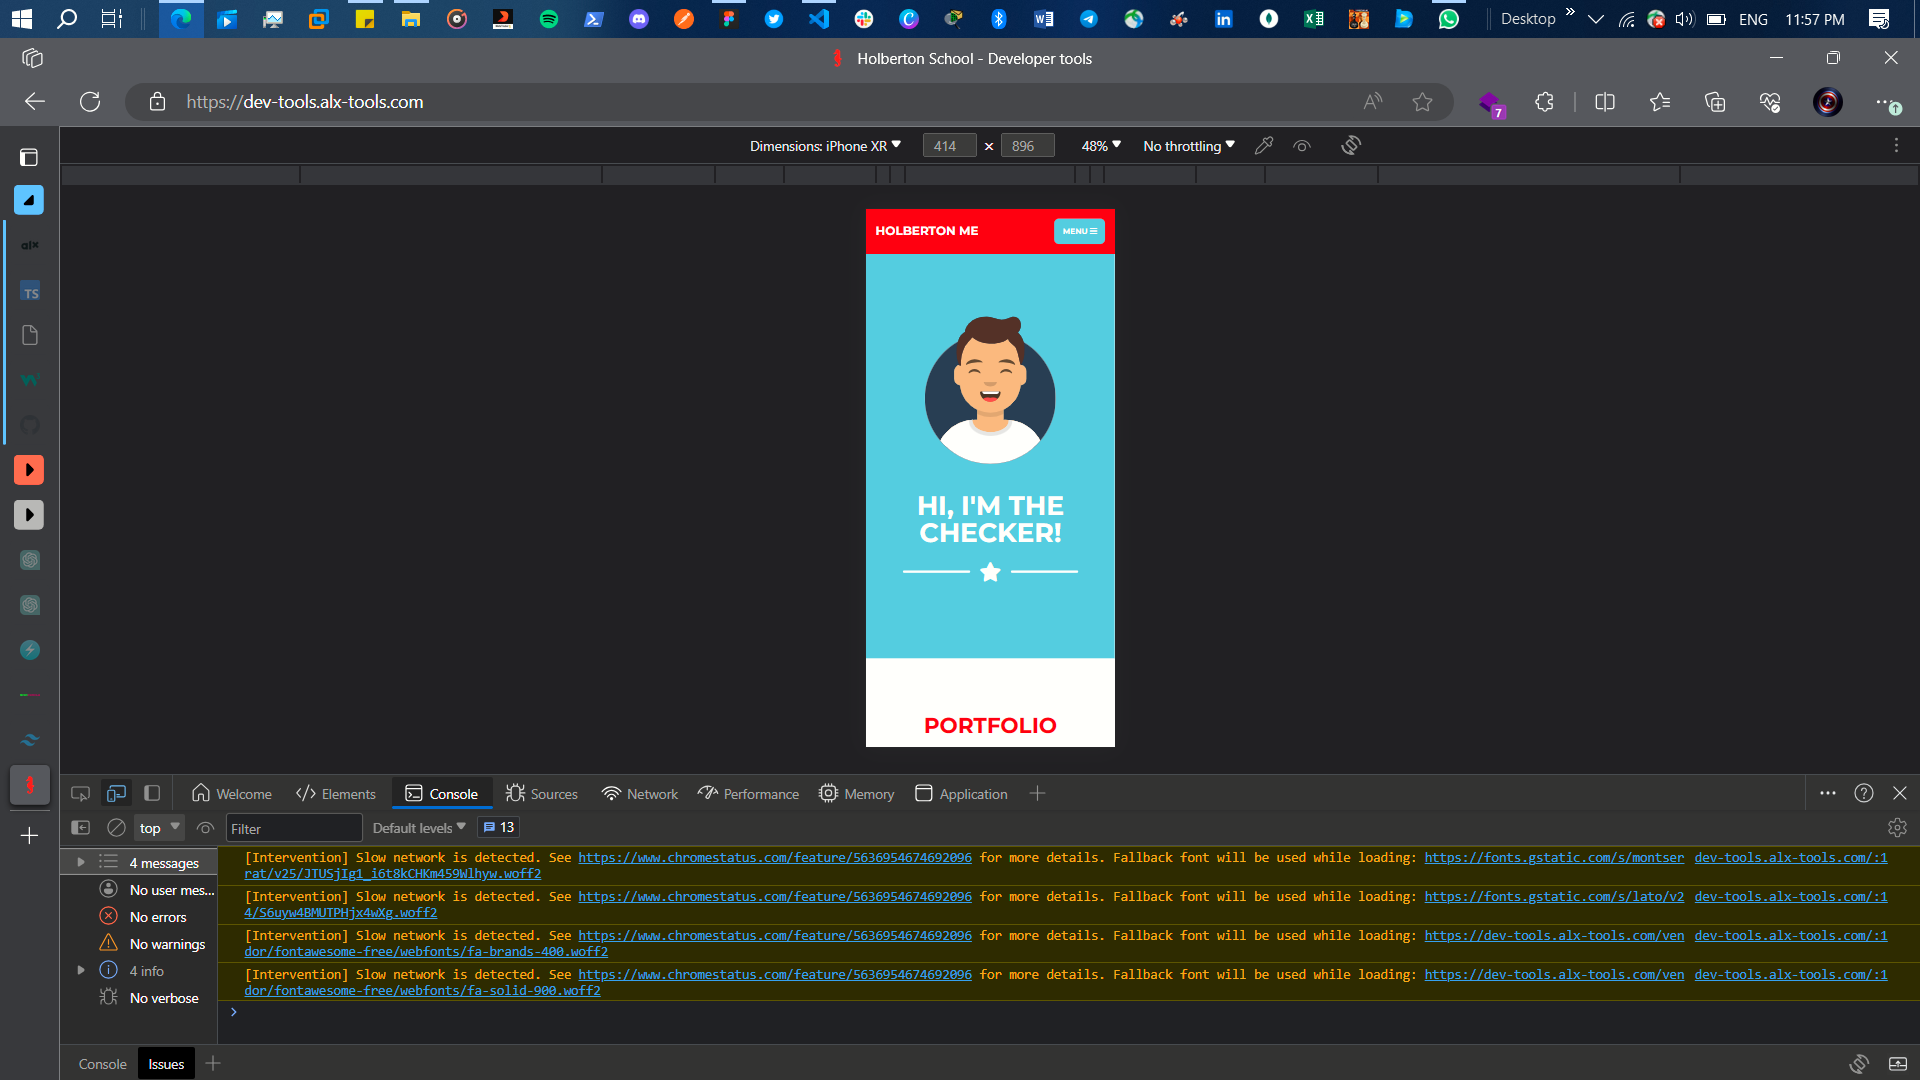 Desktop
»
ENG
11:57 PM
Holberton School - Developer tools
https://dev-tools.alx-tools.com
7
Dimensions: iPhone XR
414
×
896
48%
No throttling
alx
TS
HOLBERTON ME
MENU
HI, I'M THE
CHECKER!
PORTFOLIO
Welcome
Elements
Console
Sources
Network
Performance
Memory
Application
top
Filter
Default levels
13
4 messages
No user mes...
No errors
No warnings
4 info
No verbose
[Intervention] Slow network is detected. See https://www.chromestatus.com/feature/5636954674692096 for more details. Fallback font will be used while loading: https://fonts.gstatic.com/s/montser dev-tools.alx-tools.com/:1
rat/v25/JTUSjIg1_i6t8kCHKm459Wlhyw.woff2
[Intervention] Slow network is detected. See https://www.chromestatus.com/feature/5636954674692096 for more details. Fallback font will be used while loading: https://fonts.gstatic.com/s/lato/v2 dev-tools.alx-tools.com/:1
4/S6uyw4BMUTPHjx4wXg.woff2
[Intervention] Slow network is detected. See https://www.chromestatus.com/feature/5636954674692096 for more details. Fallback font will be used while loading: https://dev-tools.alx-tools.com/ven dev-tools.alx-tools.com/:1
dor/fontawesome-free/webfonts/fa-brands-400.woff2
[Intervention] Slow network is detected. See https://www.chromestatus.com/feature/5636954674692096 for more details. Fallback font will be used while loading: https://dev-tools.alx-tools.com/ven dev-tools.alx-tools.com/:1
dor/fontawesome-free/webfonts/fa-solid-900.woff2
Console
Issues